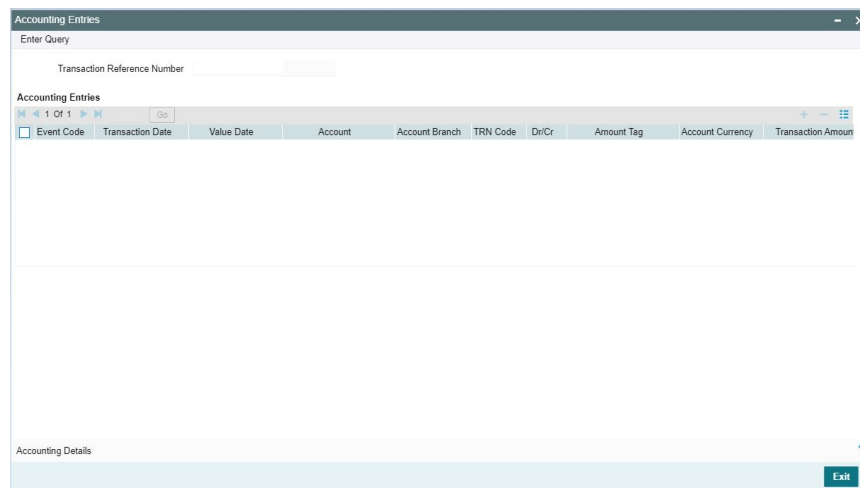 Accounting Entries
Enter Query
Transaction Reference Number
Accounting Entries
1 Of 1 Go
Event Code Transaction Date Value Date Account Account Branch TRN Code Dr/Cr Amount Tag Account Currency Transaction Amoun
Accounting Details
Exit